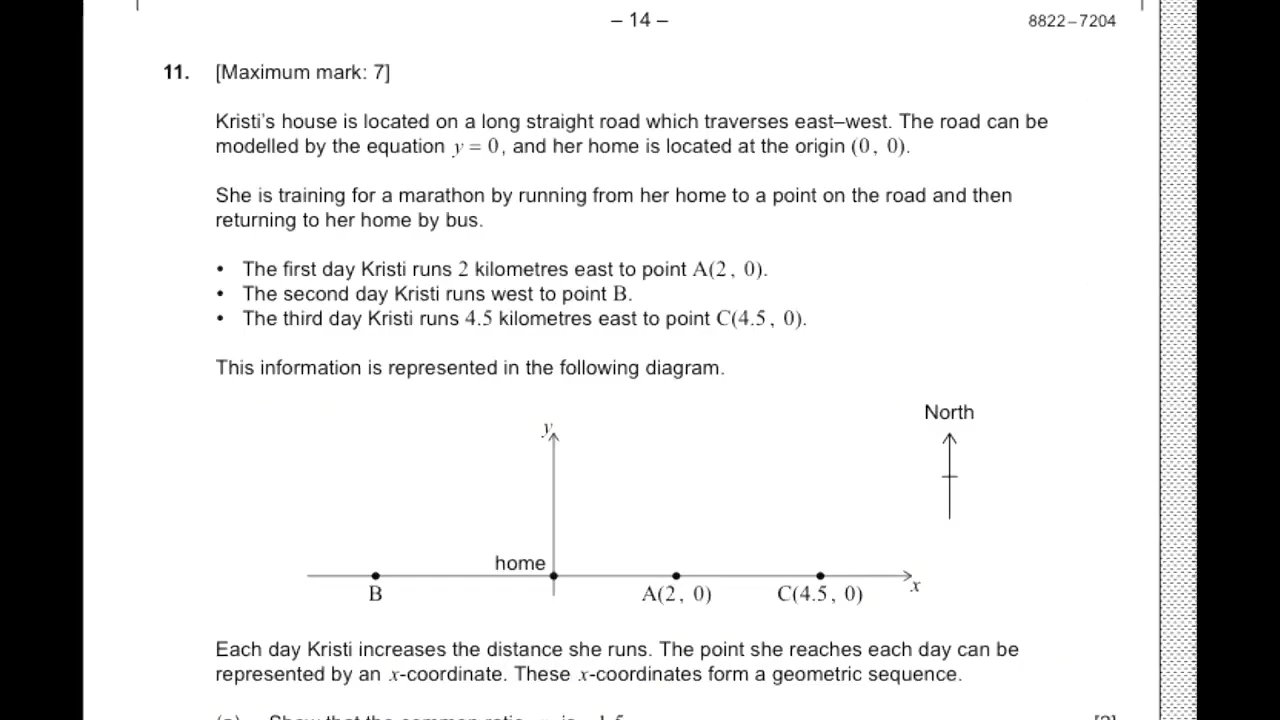 – 14 –
8822–7204
11. [Maximum mark: 7]
Kristi's house is located on a long straight road which traverses east–west. The road can be
modelled by the equation y = 0, and her home is located at the origin (0, 0).
She is training for a marathon by running from her home to a point on the road and then
returning to her home by bus.
• The first day Kristi runs 2 kilometres east to point A(2, 0).
• The second day Kristi runs west to point B.
• The third day Kristi runs 4.5 kilometres east to point C(4.5, 0).
This information is represented in the following diagram.
North
y
home
B
A(2, 0)
C(4.5, 0)
x
Each day Kristi increases the distance she runs. The point she reaches each day can be
represented by an x-coordinate. These x-coordinates form a geometric sequence.